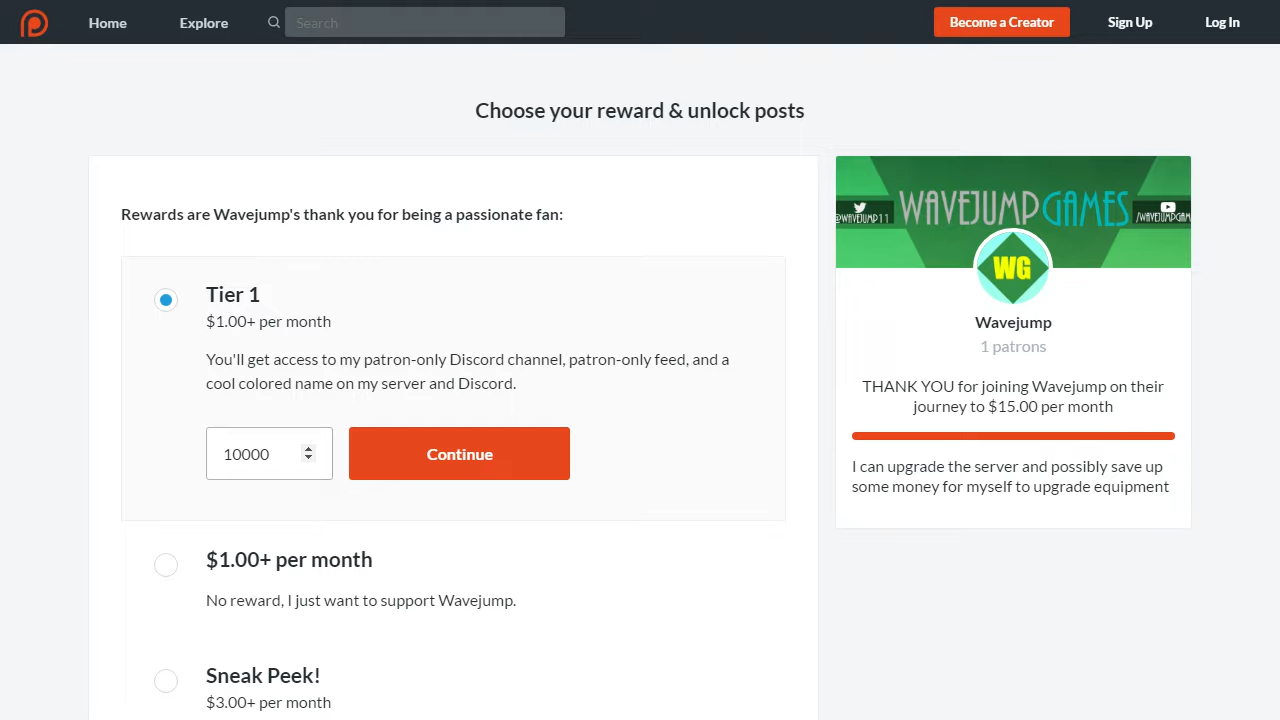 Home
Explore
Search
Become a Creator
Sign Up
Log In
Choose your reward & unlock posts
Rewards are Wavejump's thank you for being a passionate fan:
Tier 1
$1.00+ per month
You'll get access to my patron-only Discord channel, patron-only feed, and a
cool colored name on my server and Discord.
10000
Continue
$1.00+ per month
No reward, I just want to support Wavejump.
Sneak Peek!
$3.00+ per month
WAVEJUMPGAMES
@WAVEJUMP11
/WAVEJUMPGAM
WG
Wavejump
1 patrons
THANK YOU for joining Wavejump on their
journey to $15.00 per month
I can upgrade the server and possibly save up
some money for myself to upgrade equipment